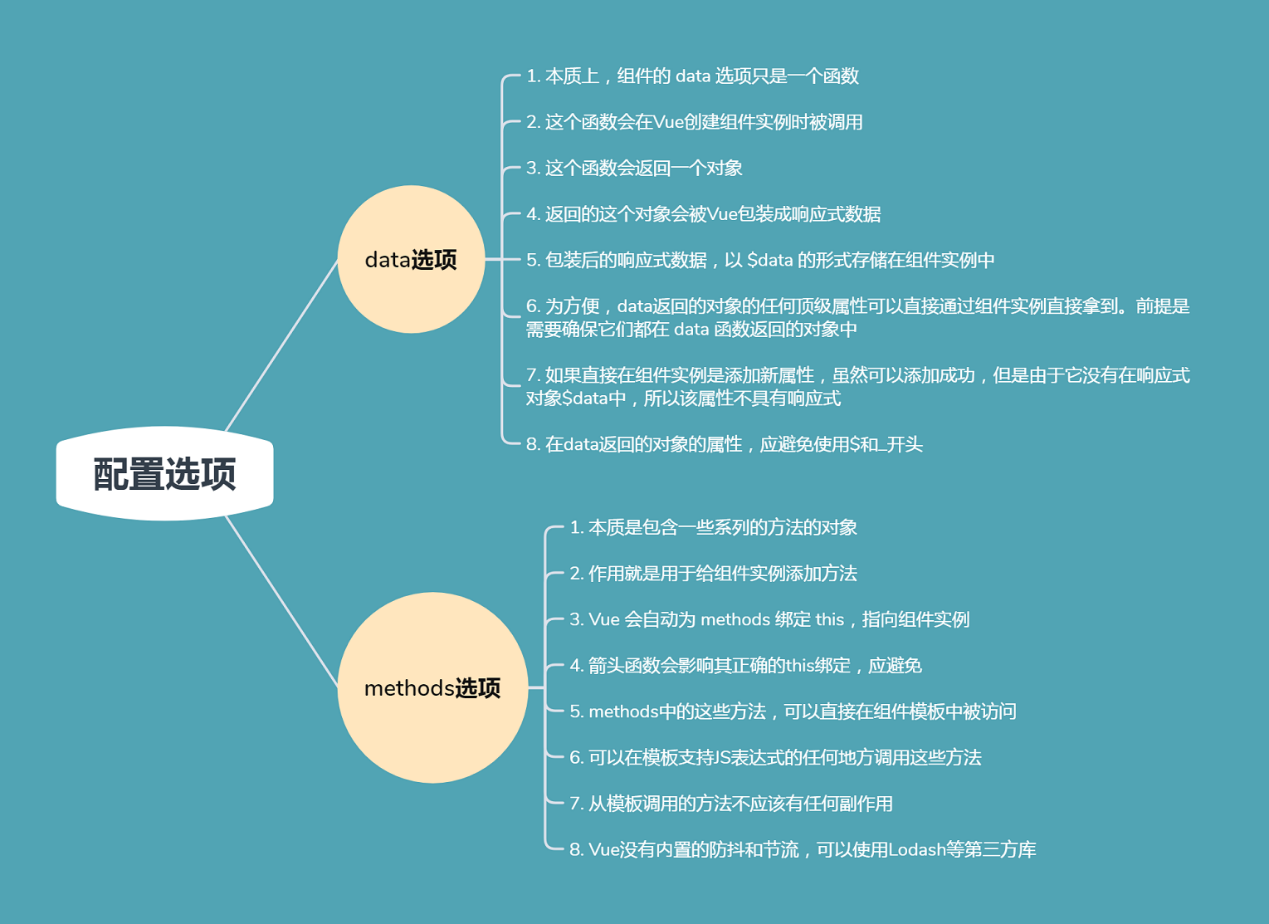 配置选项
data选项
1. 本质上，组件的 data 选项只是一个函数
2. 这个函数会在Vue创建组件实例时被调用
3. 这个函数会返回一个对象
4. 返回的这个对象会被Vue包装成响应式数据
5. 包装后的响应式数据，以 $data 的形式存储在组件实例中
6. 为方便，data返回的对象的任何顶级属性可以直接通过组件实例直接拿到。前提是
需要确保它们都在 data 函数返回的对象中
7. 如果直接在组件实例是添加新属性，虽然可以添加成功，但是由于它没有在响应式
对象$data中，所以该属性不具有响应式
8. 在data返回的对象的属性，应避免使用$和_开头
methods选项
1. 本质是包含一些系列的方法的对象
2. 作用就是用于给组件实例添加方法
3. Vue 会自动为 methods 绑定 this，指向组件实例
4. 箭头函数会影响其正确的this绑定，应避免
5. methods中的这些方法，可以直接在组件模板中被访问
6. 可以在模板支持JS表达式的任何地方调用这些方法
7. 从模板调用的方法不应该有任何副作用
8. Vue没有内置的防抖和节流，可以使用Lodash等第三方库